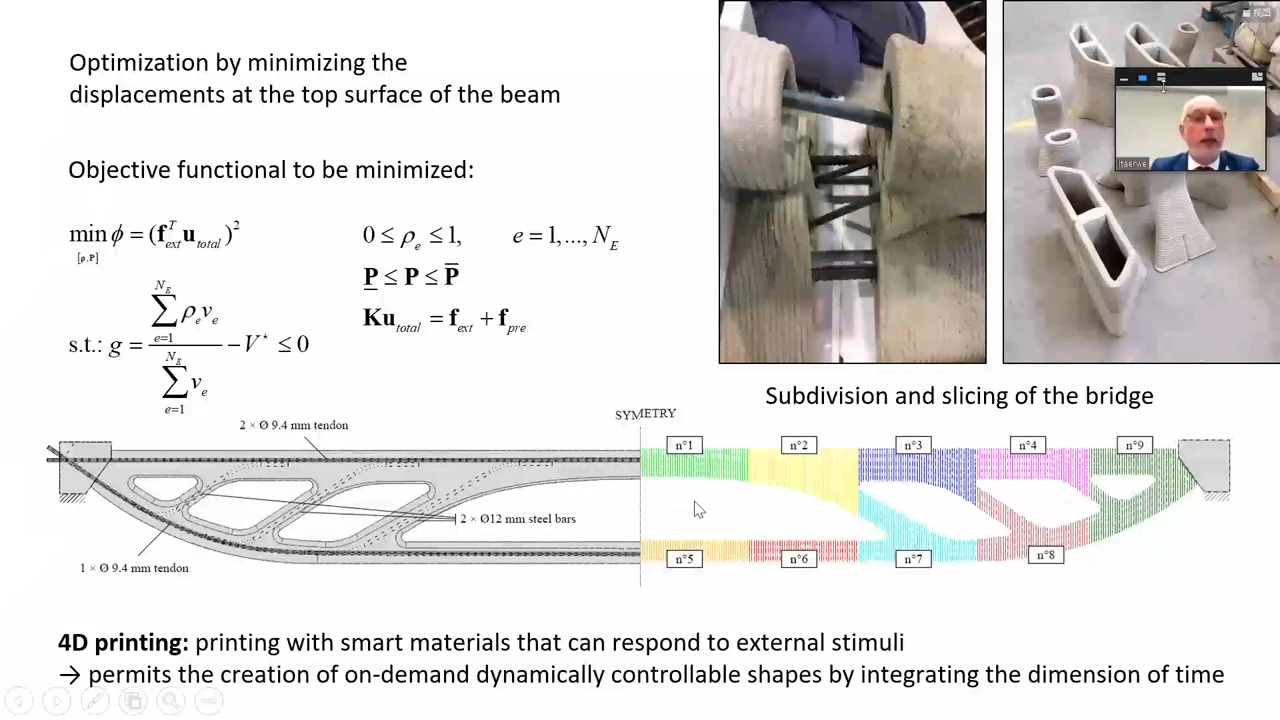 视图
Optimization by minimizing the
displacements at the top surface of the beam
Objective functional to be minimized:
min φ = (f_ext^T u_total)^2
[ρ,P]
0 ≤ ρ_e ≤ 1, e = 1,..., N_E
P ≤ P ≤ P̅
s.t.: g = ∑_{e=1}^{N_E} ρ_e v_e / ∑_{e=1}^{N_E} v_e − V* ≤ 0
Ku_total = f_ext + f_pre
ltaerwe
Subdivision and slicing of the bridge
SYMETRY
2 × Ø 9.4 mm tendon
n°1
n°2
n°3
n°4
n°9
2 × Ø12 mm steel bars
n°5
n°6
n°7
n°8
1 × Ø 9.4 mm tendon
4D printing: printing with smart materials that can respond to external stimuli
→ permits the creation of on-demand dynamically controllable shapes by integrating the dimension of time